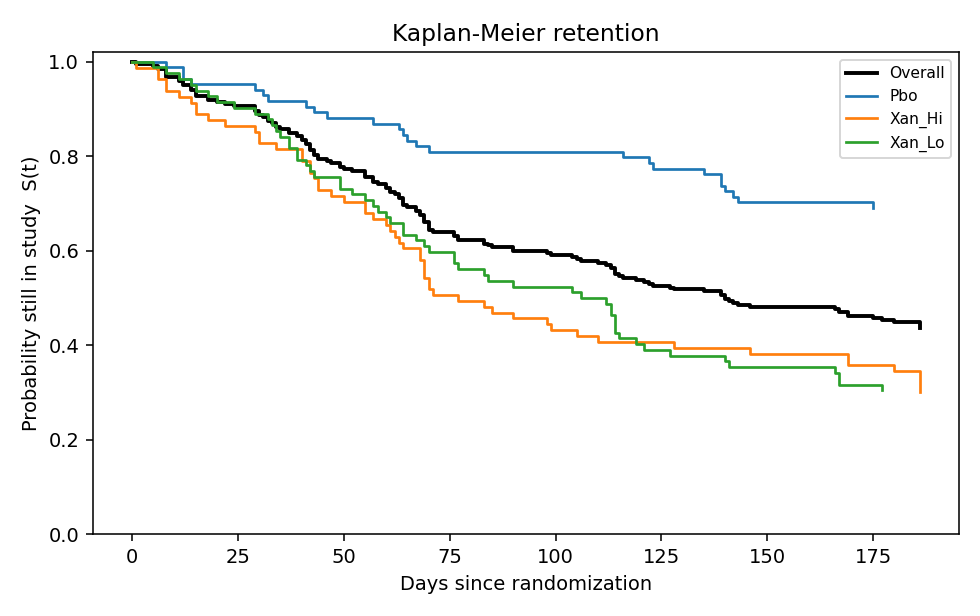 Kaplan-Meier retention
Probability still in study  S(t)
1.0
0.8
0.6
0.4
0.2
0.0
Overall
Pbo
Xan_Hi
Xan_Lo
0 25 50 75 100 125 150 175
Days since randomization